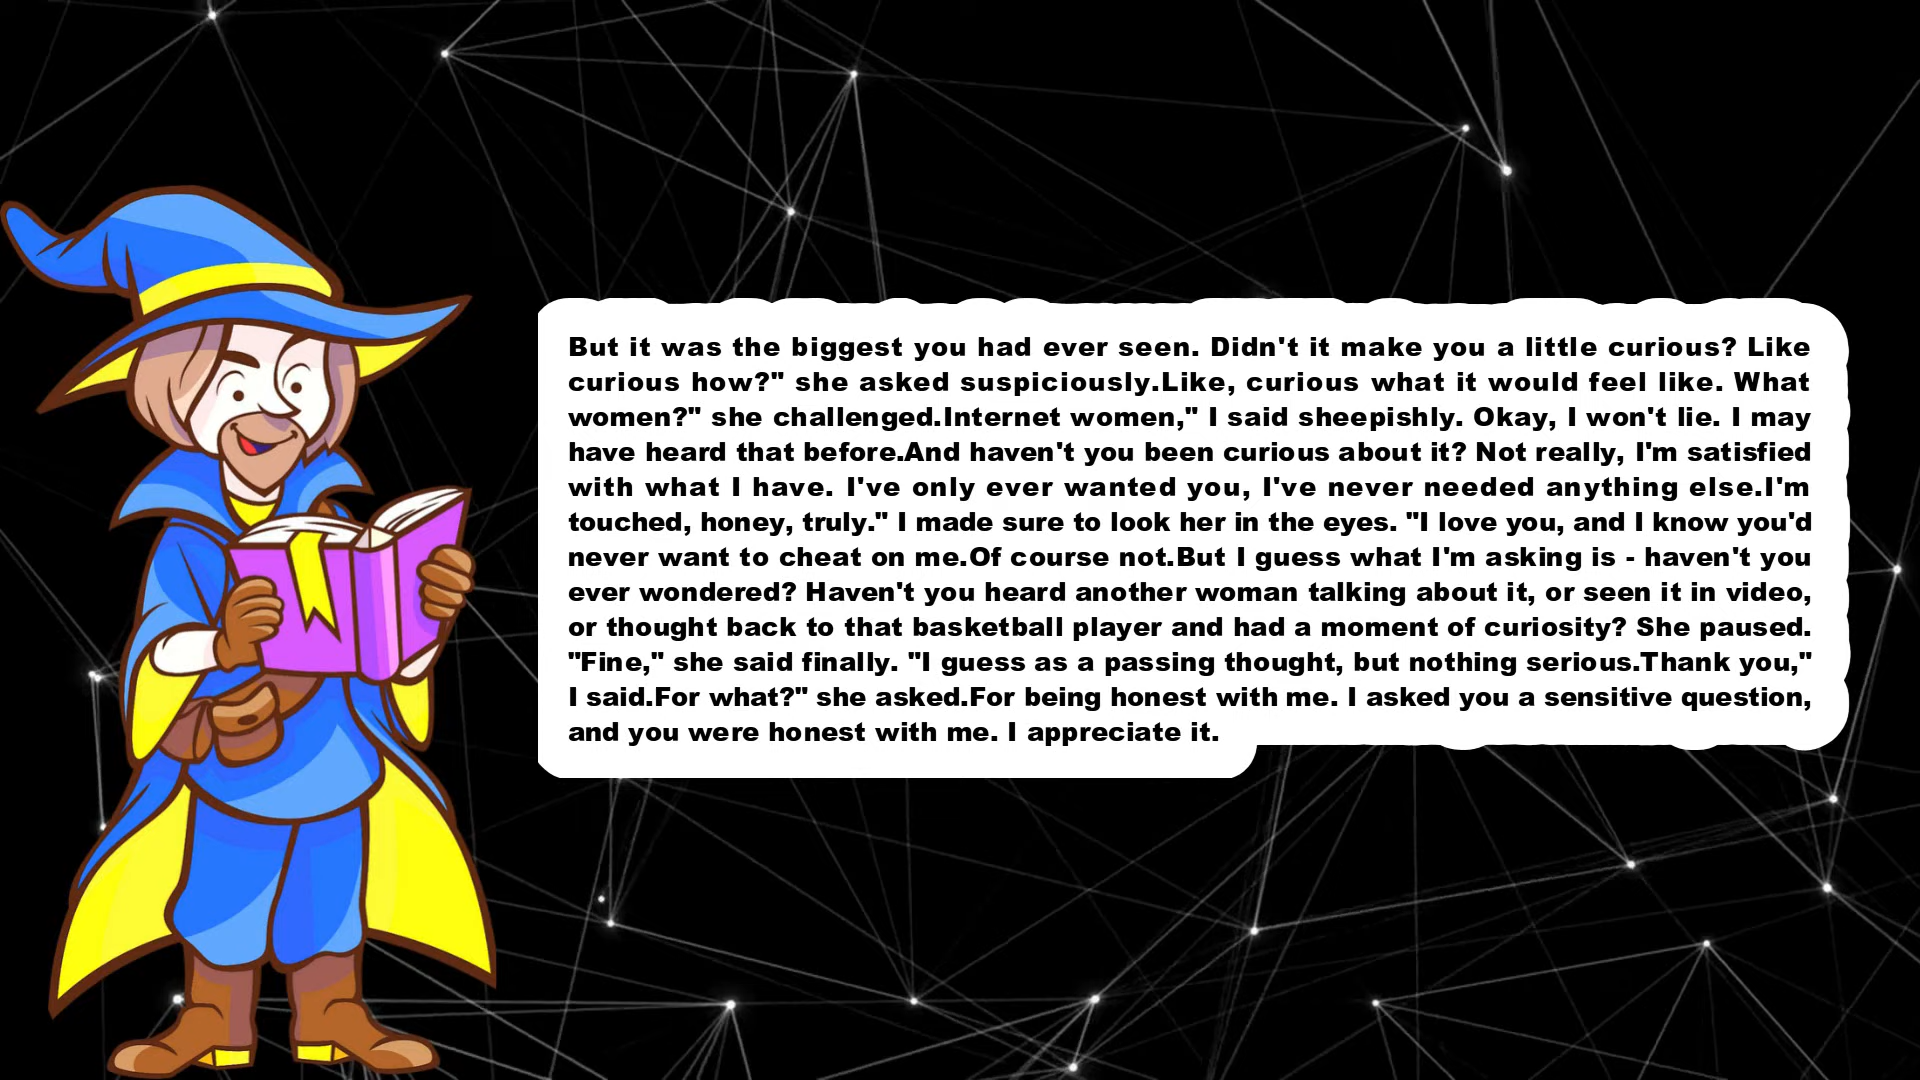 But it was the biggest you had ever seen. Didn't it make you a little curious? Like
curious how?" she asked suspiciously.Like, curious what it would feel like. What
women?" she challenged.Internet women," I said sheepishly. Okay, I won't lie. I may
have heard that before.And haven't you been curious about it? Not really, I'm satisfied
with what I have. I've only ever wanted you, I've never needed anything else.I'm
touched, honey, truly." I made sure to look her in the eyes. "I love you, and I know you'd
never want to cheat on me.Of course not.But I guess what I'm asking is - haven't you
ever wondered? Haven't you heard another woman talking about it, or seen it in video,
or thought back to that basketball player and had a moment of curiosity? She paused.
"Fine," she said finally. "I guess as a passing thought, but nothing serious.Thank you,"
I said.For what?" she asked.For being honest with me. I asked you a sensitive question,
and you were honest with me. I appreciate it.